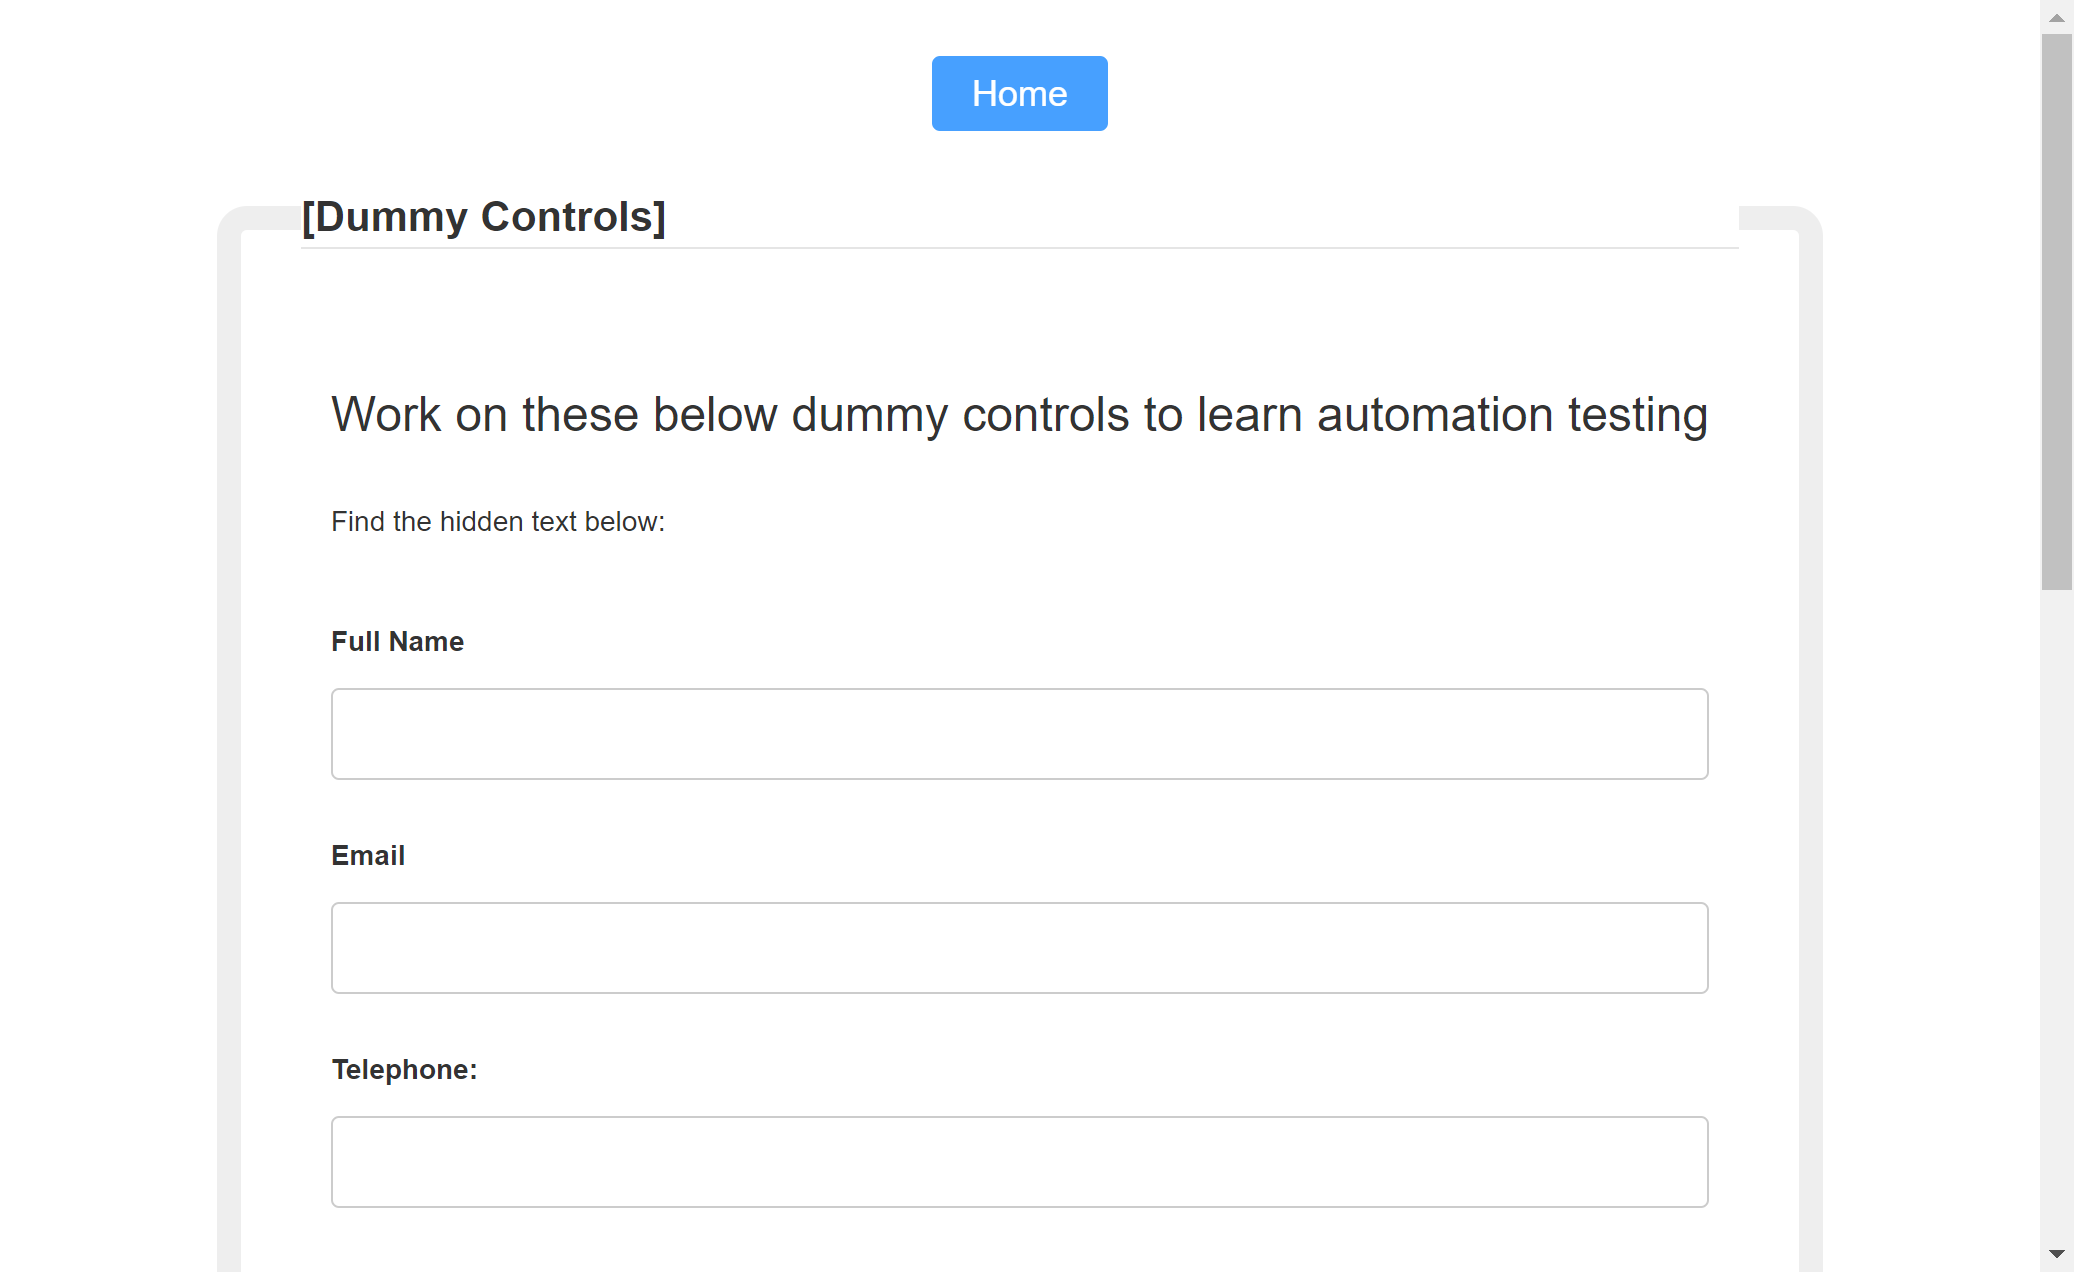 Home
[Dummy Controls]
Work on these below dummy controls to learn automation testing
Find the hidden text below:
Full Name
Email
Telephone: